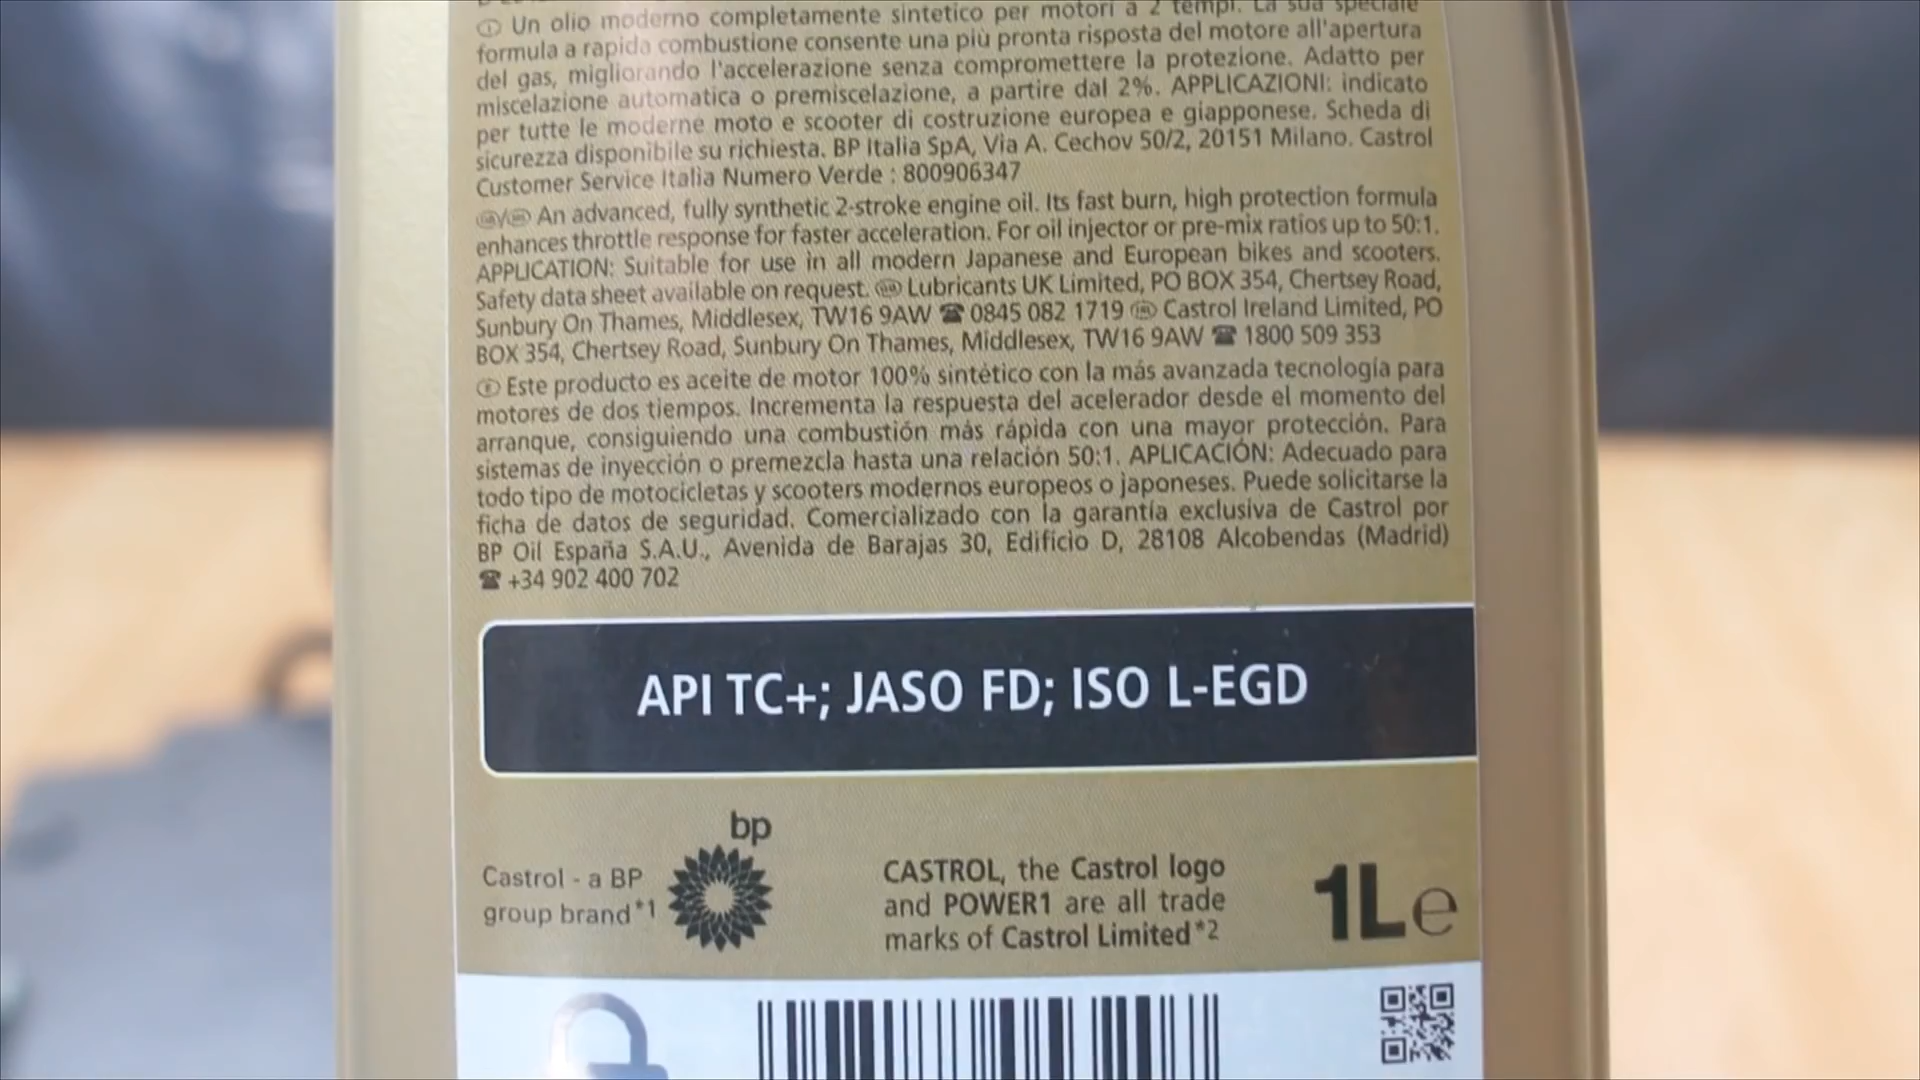 Un olio moderno completamente sintetico per motori a 2 tempi. La sua speciale
formula a rapida combustione consente una più pronta risposta del motore all'apertura
del gas, migliorando l'accelerazione senza compromettere la protezione. Adatto per
miscelazione automatica o premiscelazione, a partire dal 2%. APPLICAZIONI: indicato
per tutte le moderne moto e scooter di costruzione europea e giapponese. Scheda di
sicurezza disponibile su richiesta. BP Italia SpA, Via A. Cechov 50/2, 20151 Milano. Castrol
Customer Service Italia Numero Verde : 800906347
GB/IRL An advanced, fully synthetic 2-stroke engine oil. Its fast burn, high protection formula
enhances throttle response for faster acceleration. For oil injector or pre-mix ratios up to 50:1.
APPLICATION: Suitable for use in all modern Japanese and European bikes and scooters.
Safety data sheet available on request. GB Lubricants UK Limited, PO BOX 354, Chertsey Road,
Sunbury On Thames, Middlesex, TW16 9AW ☎ 0845 082 1719 IRL Castrol Ireland Limited, PO
BOX 354, Chertsey Road, Sunbury On Thames, Middlesex, TW16 9AW ☎ 1800 509 353
E Este producto es aceite de motor 100% sintético con la más avanzada tecnología para
motores de dos tiempos. Incrementa la respuesta del acelerador desde el momento del
arranque, consiguiendo una combustión más rápida con una mayor protección. Para
sistemas de inyección o premezcla hasta una relación 50:1. APLICACIÓN: Adecuado para
todo tipo de motocicletas y scooters modernos europeos o japoneses. Puede solicitarse la
ficha de datos de seguridad. Comercializado con la garantía exclusiva de Castrol por
BP Oil España S.A.U., Avenida de Barajas 30, Edificio D, 28108 Alcobendas (Madrid)
☎ +34 902 400 702
API TC+; JASO FD; ISO L-EGD
bp
Castrol - a BP
group brand*1
CASTROL, the Castrol logo
and POWER1 are all trade
marks of Castrol Limited*2
1L e